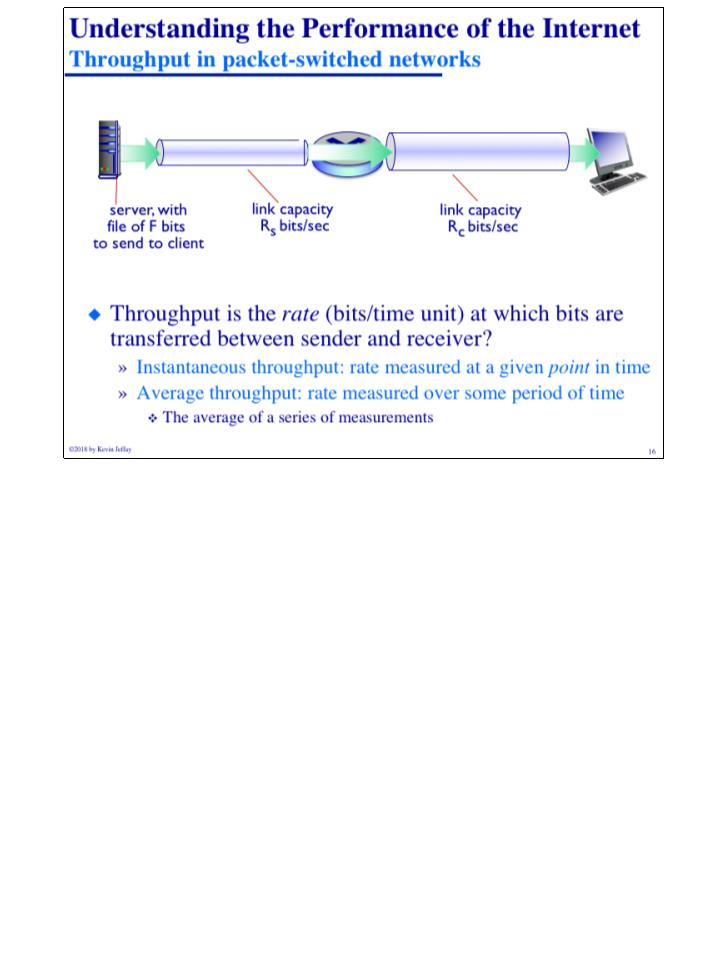 Understanding the Performance of the Internet
Throughput in packet-switched networks
server, with
file of F bits
to send to client
link capacity
Rs bits/sec
link capacity
Rc bits/sec
◆ Throughput is the rate (bits/time unit) at which bits are
transferred between sender and receiver?
» Instantaneous throughput: rate measured at a given point in time
» Average throughput: rate measured over some period of time
❖ The average of a series of measurements
©2018 by Kevin Jeffay
16